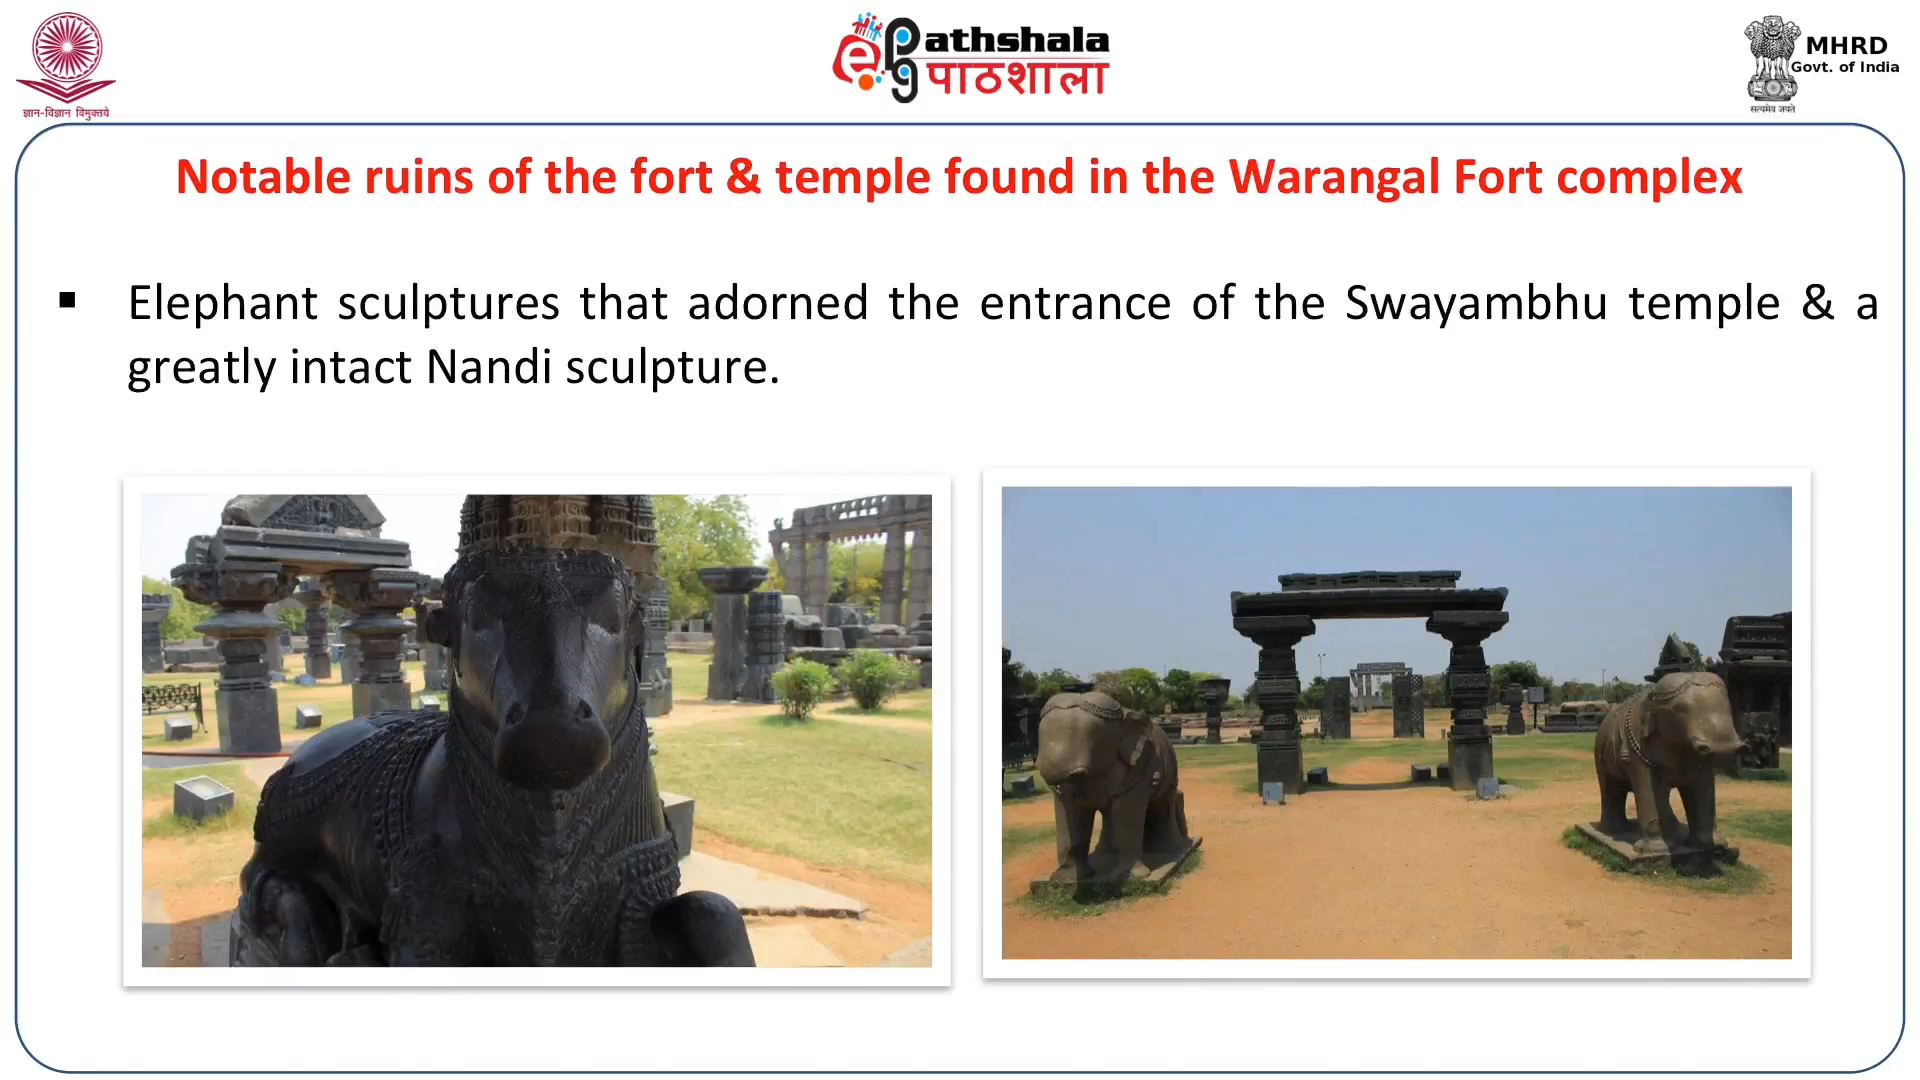 ज्ञान-विज्ञान विमुक्तये
ePathshala
पाठशाला
MHRD
Govt. of India
सत्यमेव जयते
Notable ruins of the fort & temple found in the Warangal Fort complex
▪ Elephant sculptures that adorned the entrance of the Swayambhu temple & a
greatly intact Nandi sculpture.